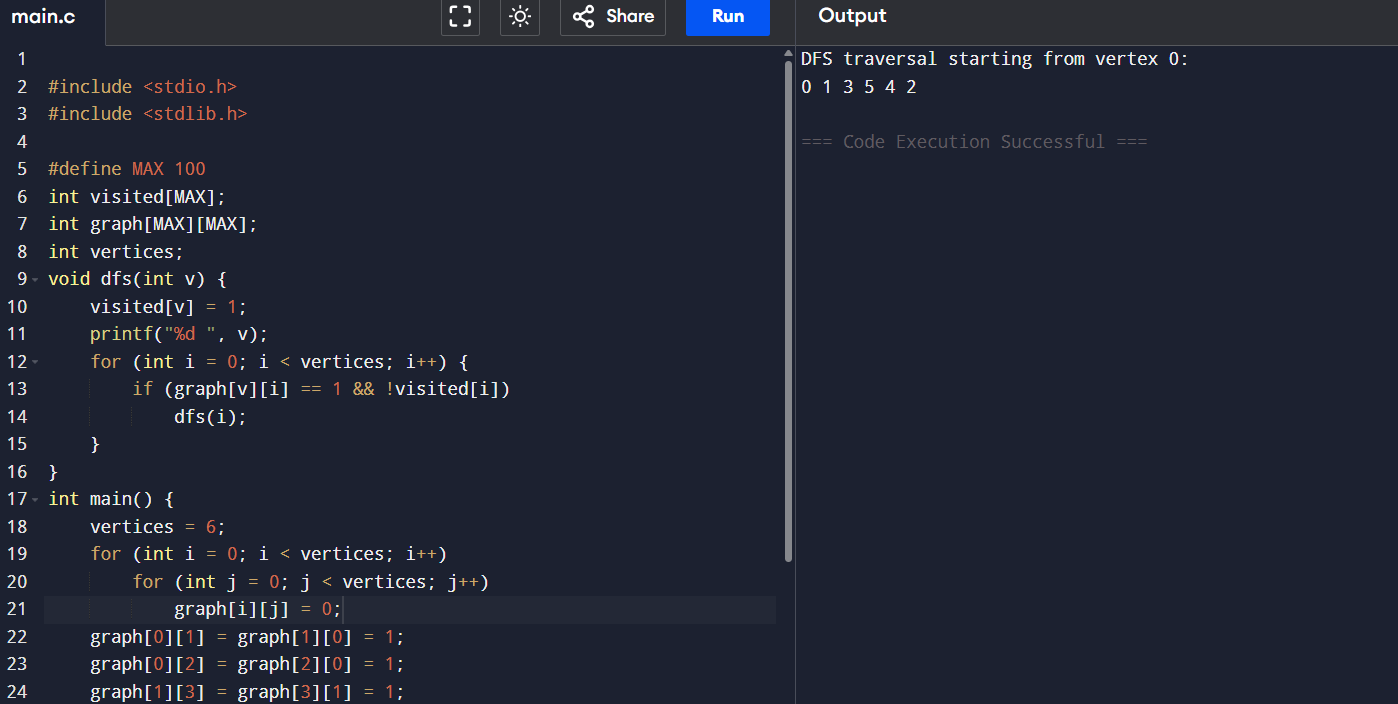 main.c
Share
Run
Output
1
2 #include <stdio.h>
3 #include <stdlib.h>
4
5 #define MAX 100
6 int visited[MAX];
7 int graph[MAX][MAX];
8 int vertices;
9 void dfs(int v) {
10     visited[v] = 1;
11     printf("%d ", v);
12     for (int i = 0; i < vertices; i++) {
13         if (graph[v][i] == 1 && !visited[i])
14             dfs(i);
15     }
16 }
17 int main() {
18     vertices = 6;
19     for (int i = 0; i < vertices; i++)
20         for (int j = 0; j < vertices; j++)
21             graph[i][j] = 0;
22     graph[0][1] = graph[1][0] = 1;
23     graph[0][2] = graph[2][0] = 1;
24     graph[1][3] = graph[3][1] = 1;
DFS traversal starting from vertex 0:
0 1 3 5 4 2
=== Code Execution Successful ===